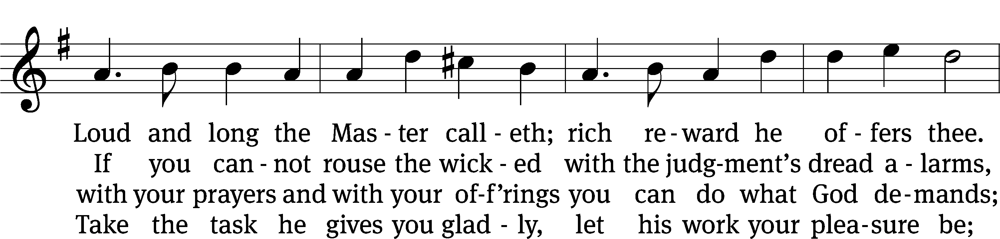 Loud and long the Mas - ter call - eth; rich re - ward he of - fers thee.
If you can - not rouse the wick - ed with the judg-ment’s dread a - larms,
with your prayers and with your of-f’rings you can do what God de-mands;
Take the task he gives you glad - ly, let his work your plea-sure be;